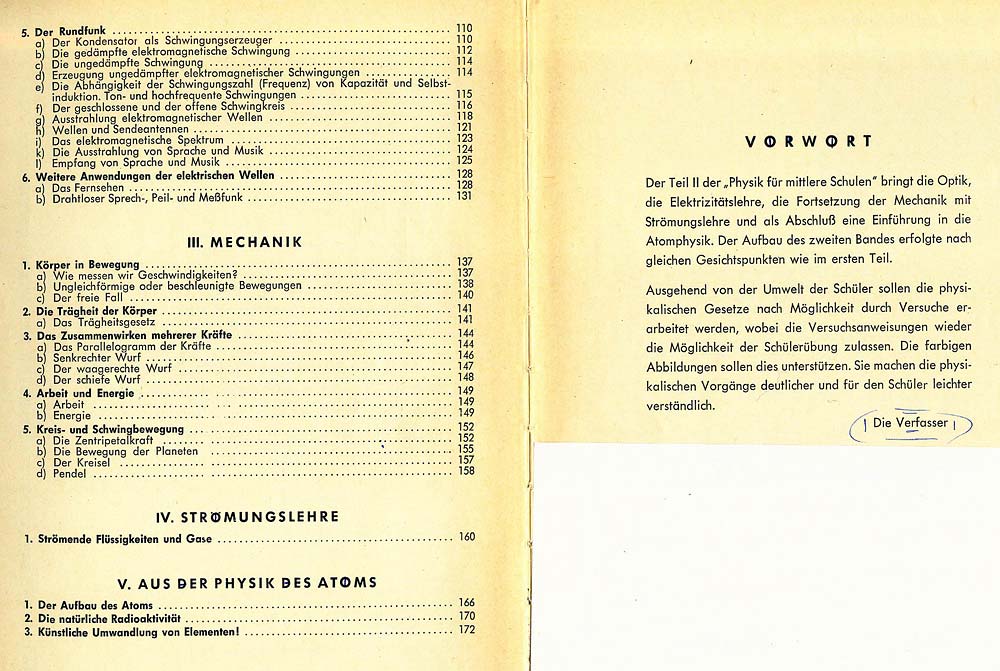 5. Der Rundfunk 110
a) Der Kondensator als Schwingungserzeuger 110
b) Die gedämpfte elektromagnetische Schwingung 112
c) Die ungedämpfte Schwingung 114
d) Erzeugung ungedämpfter elektromagnetischer Schwingungen 114
e) Die Abhängigkeit der Schwingungszahl (Frequenz) von Kapazität und Selbst-
induktion. Ton- und hochfrequente Schwingungen 115
f) Der geschlossene und der offene Schwingkreis 116
g) Ausstrahlung elektromagnetischer Wellen 118
h) Wellen und Sendeantennen 121
i) Das elektromagnetische Spektrum 123
k) Die Ausstrahlung von Sprache und Musik 124
l) Empfang von Sprache und Musik 125
6. Weitere Anwendungen der elektrischen Wellen 128
a) Das Fernsehen 128
b) Drahtloser Sprech-, Peil- und Meßfunk 131
III. MECHANIK
1. Körper in Bewegung 137
a) Wie messen wir Geschwindigkeiten? 137
b) Ungleichförmige oder beschleunigte Bewegungen 138
c) Der freie Fall 140
2. Die Trägheit der Körper 141
a) Das Trägheitsgesetz 141
3. Das Zusammenwirken mehrerer Kräfte 144
a) Das Parallelogramm der Kräfte 144
b) Senkrechter Wurf 146
c) Der waagerechte Wurf 147
d) Der schiefe Wurf 148
4. Arbeit und Energie 149
a) Arbeit 149
b) Energie 149
5. Kreis- und Schwingbewegung 152
a) Die Zentripetalkraft 152
b) Die Bewegung der Planeten 155
c) Der Kreisel 157
d) Pendel 158
IV. STRÖMUNGSLEHRE
1. Strömende Flüssigkeiten und Gase 160
V. AUS DER PHYSIK DES ATOMS
1. Der Aufbau des Atoms 166
2. Die natürliche Radioaktivität 170
3. Künstliche Umwandlung von Elementen! 172
VORWORT
Der Teil II der „Physik für mittlere Schulen“ bringt die Optik,
die Elektrizitätslehre, die Fortsetzung der Mechanik mit
Strömungslehre und als Abschluß eine Einführung in die
Atomphysik. Der Aufbau des zweiten Bandes erfolgte nach
gleichen Gesichtspunkten wie im ersten Teil.
Ausgehend von der Umwelt der Schüler sollen die physi-
kalischen Gesetze nach Möglichkeit durch Versuche er-
arbeitet werden, wobei die Versuchsanweisungen wieder
die Möglichkeit der Schülerübung zulassen. Die farbigen
Abbildungen sollen dies unterstützen. Sie machen die physi-
kalischen Vorgänge deutlicher und für den Schüler leichter
verständlich.
Die Verfasser